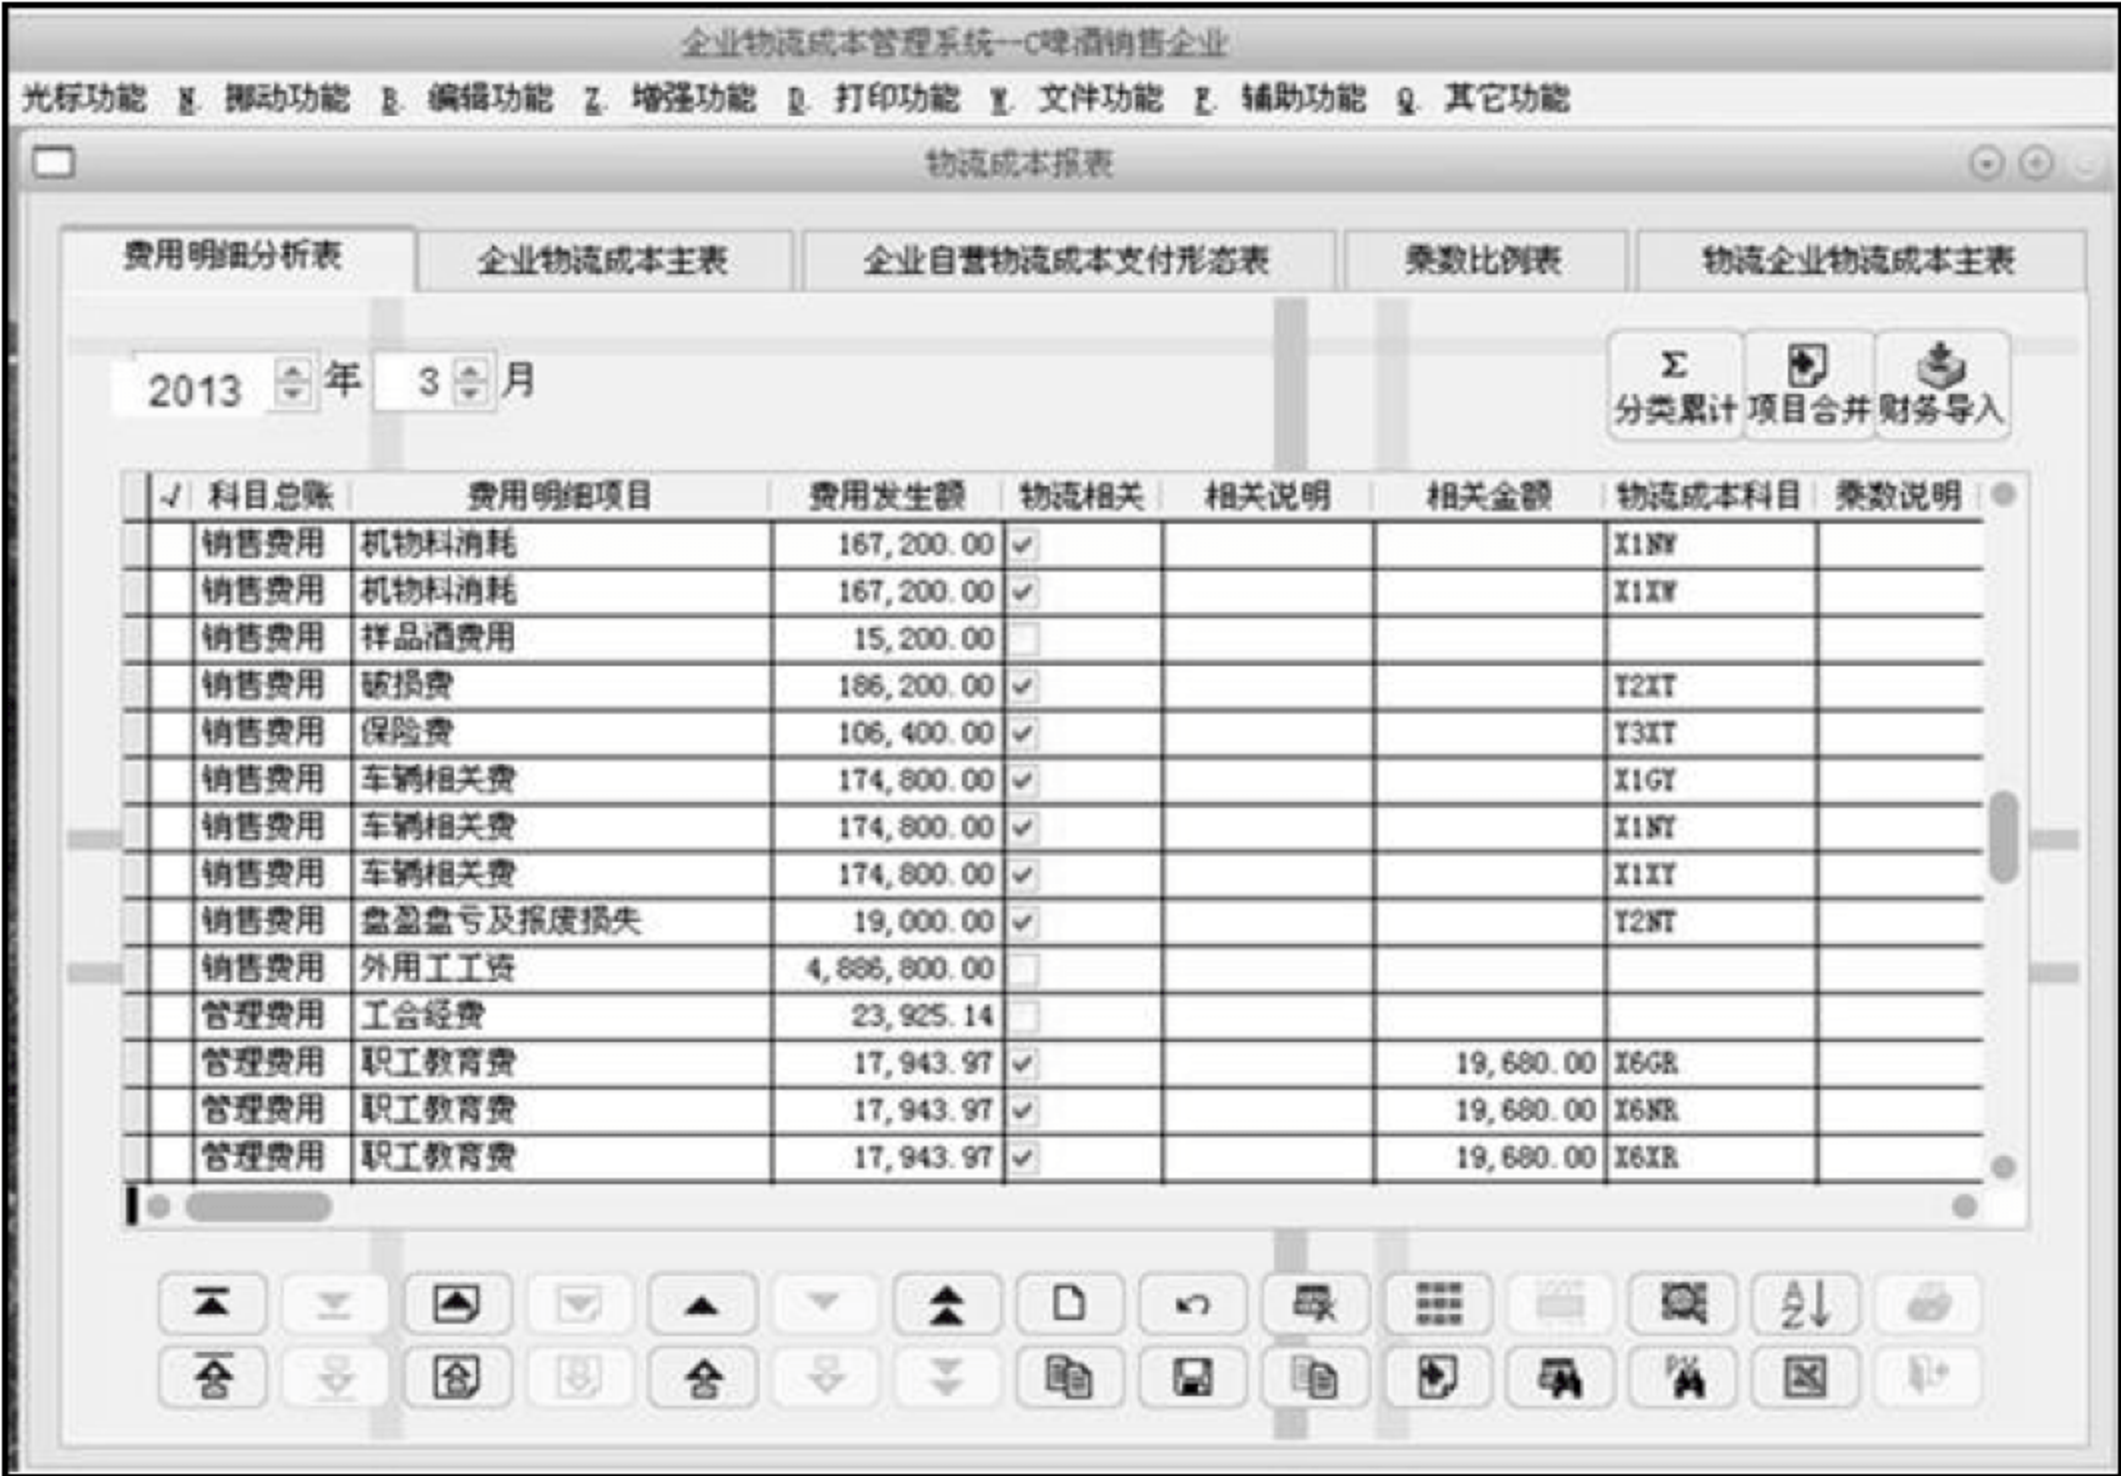 企业物流成本管理系统--C啤酒销售企业
光标功能 N. 挪动功能 B. 编辑功能 Z. 增强功能 D. 打印功能 Y. 文件功能 F. 辅助功能 Q. 其它功能
物流成本报表
费用明细分析表 企业物流成本主表 企业自营物流成本支付形态表 乘数比例表 物流企业物流成本主表
2013 年 3 月
Σ
分类累计 项目合并 财务导入
√ 科目总账 费用明细项目 费用发生额 物流相关 相关说明 相关金额 物流成本科目 乘数说明
销售费用 机物料消耗 167,200.00 X1NW
销售费用 机物料消耗 167,200.00 X1XW
销售费用 样品酒费用 15,200.00
销售费用 破损费 186,200.00 Y2XT
销售费用 保险费 106,400.00 Y3XT
销售费用 车辆相关费 174,800.00 X1GY
销售费用 车辆相关费 174,800.00 X1NY
销售费用 车辆相关费 174,800.00 X1XY
销售费用 盘盈盘亏及报废损失 19,000.00 Y2NT
销售费用 外用工工资 4,886,800.00
管理费用 工会经费 23,925.14
管理费用 职工教育费 17,943.97 19,680.00 X6GR
管理费用 职工教育费 17,943.97 19,680.00 X6NR
管理费用 职工教育费 17,943.97 19,680.00 X6XR